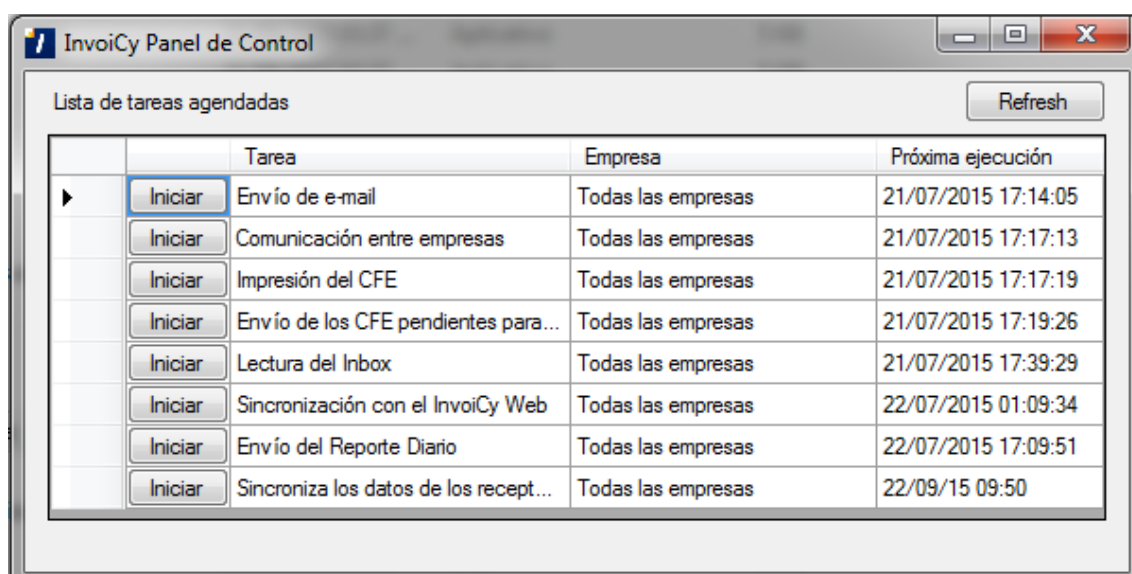 InvoiCy Panel de Control
Lista de tareas agendadas Refresh
Tarea Empresa Próxima ejecución
Iniciar Envío de e-mail Todas las empresas 21/07/2015 17:14:05
Iniciar Comunicación entre empresas Todas las empresas 21/07/2015 17:17:13
Iniciar Impresión del CFE Todas las empresas 21/07/2015 17:17:19
Iniciar Envío de los CFE pendientes para... Todas las empresas 21/07/2015 17:19:26
Iniciar Lectura del Inbox Todas las empresas 21/07/2015 17:39:29
Iniciar Sincronización con el InvoiCy Web Todas las empresas 22/07/2015 01:09:34
Iniciar Envío del Reporte Diario Todas las empresas 22/07/2015 17:09:51
Iniciar Sincroniza los datos de los recept... Todas las empresas 22/09/15 09:50